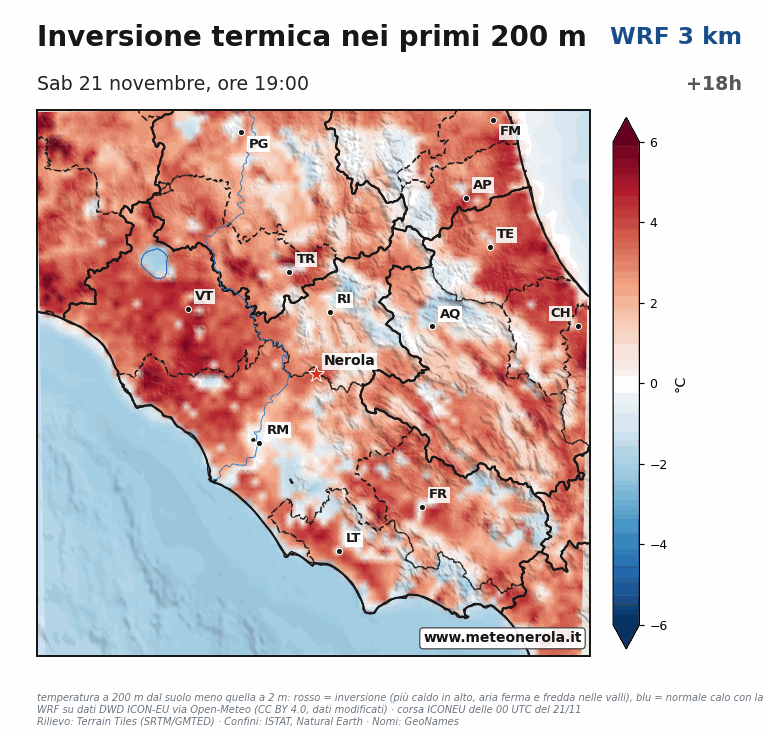 Inversione termica nei primi 200 m WRF 3 km
Sab 21 novembre, ore 19:00 +18h
FM
PG
AP
TE
TR
VT
RI
AQ
CH
Nerola
RM
FR
LT
6
4
2
0
−2
−4
−6
°C
www.meteonerola.it
temperatura a 200 m dal suolo meno quella a 2 m: rosso = inversione (più caldo in alto, aria ferma e fredda nelle valli), blu = normale calo con la
WRF su dati DWD ICON-EU via Open-Meteo (CC BY 4.0, dati modificati) · corsa ICONEU delle 00 UTC del 21/11
Rilievo: Terrain Tiles (SRTM/GMTED) · Confini: ISTAT, Natural Earth · Nomi: GeoNames